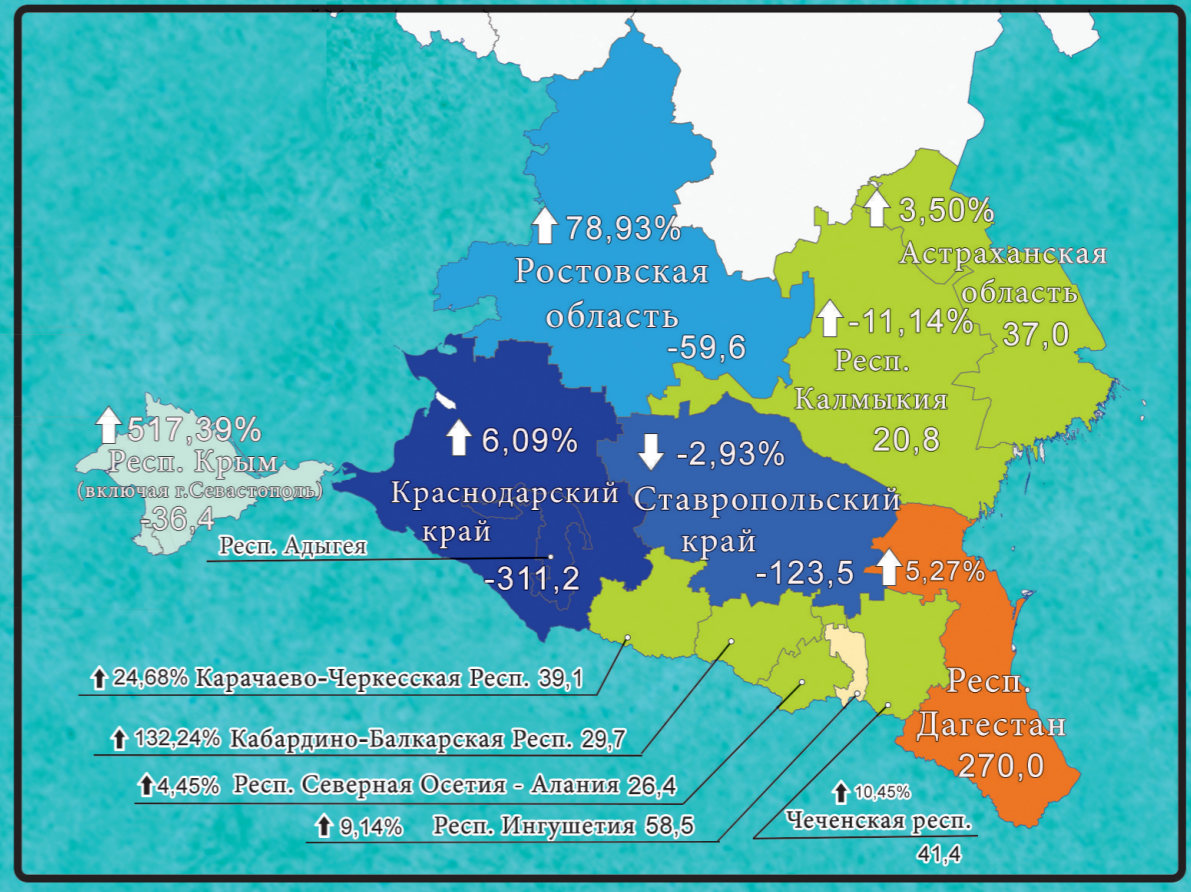 78,93%
Ростовская
область
-59,6
3,50%
Астраханская
область
37,0
-11,14%
Респ.
Калмыкия
20,8
517,39%
Респ. Крым
(включая г.Севастополь)
-36,4
6,09%
Краснодарский
край
-311,2
Респ. Адыгея
-2,93%
Ставропольский
край
-123,5
5,27%
Респ.
Дагестан
270,0
24,68% Карачаево-Черкесская Респ. 39,1
132,24% Кабардино-Балкарская Респ. 29,7
4,45% Респ. Северная Осетия - Алания 26,4
9,14% Респ. Ингушетия 58,5
10,45%
Чеченская респ.
41,4